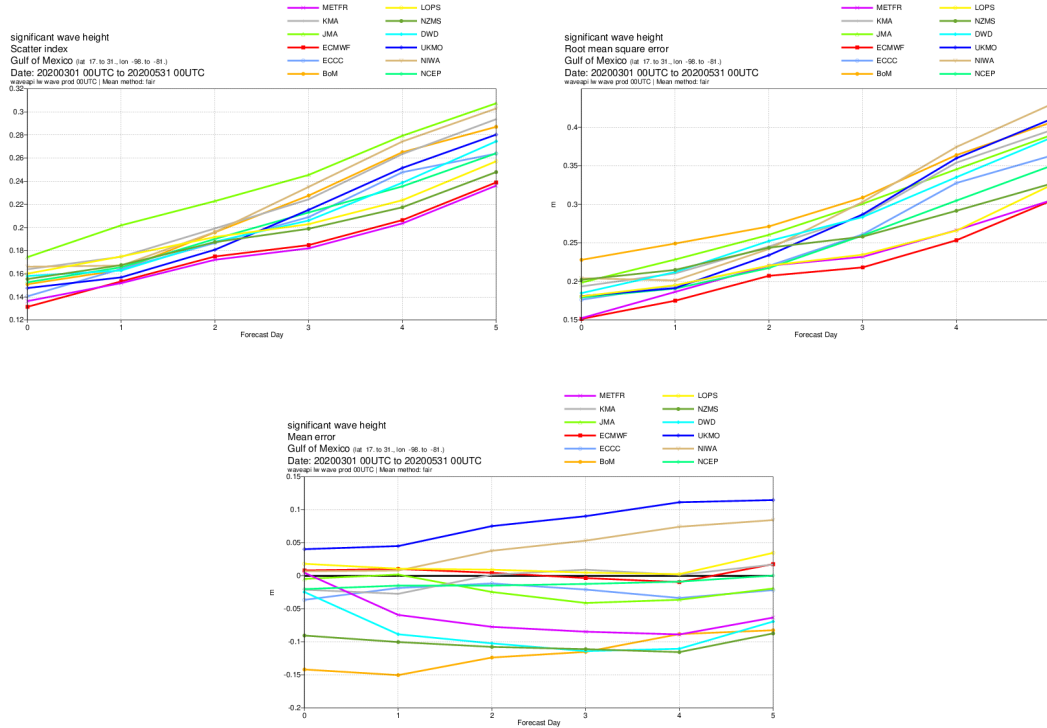 METFR LOPS
KMA NZMS
JMA DWD
ECMWF UKMO
ECCC NIWA
BoM NCEP
significant wave height
Scatter index
Gulf of Mexico (lat 17. to 31., lon -98. to -81.)
Date: 20200301 00UTC to 20200531 00UTC
waveapi lw wave prod 00UTC | Mean method: fair
0.32
0.3
0.28
0.26
0.24
0.22
0.2
0.18
0.16
0.14
0.12
0 1 2 3 4 5
Forecast Day
METFR LOPS
KMA NZMS
JMA DWD
ECMWF UKMO
ECCC NIWA
BoM NCEP
significant wave height
Root mean square error
Gulf of Mexico (lat 17. to 31., lon -98. to -81.)
Date: 20200301 00UTC to 20200531 00UTC
waveapi lw wave prod 00UTC | Mean method: fair
0.4
0.35
0.3
0.25
0.2
0.15
m
0 1 2 3 4
Forecast Day
METFR LOPS
KMA NZMS
JMA DWD
ECMWF UKMO
ECCC NIWA
BoM NCEP
significant wave height
Mean error
Gulf of Mexico (lat 17. to 31., lon -98. to -81.)
Date: 20200301 00UTC to 20200531 00UTC
waveapi lw wave prod 00UTC | Mean method: fair
0.15
0.1
0.05
0
-0.05
-0.1
-0.15
-0.2
m
0 1 2 3 4 5
Forecast Day